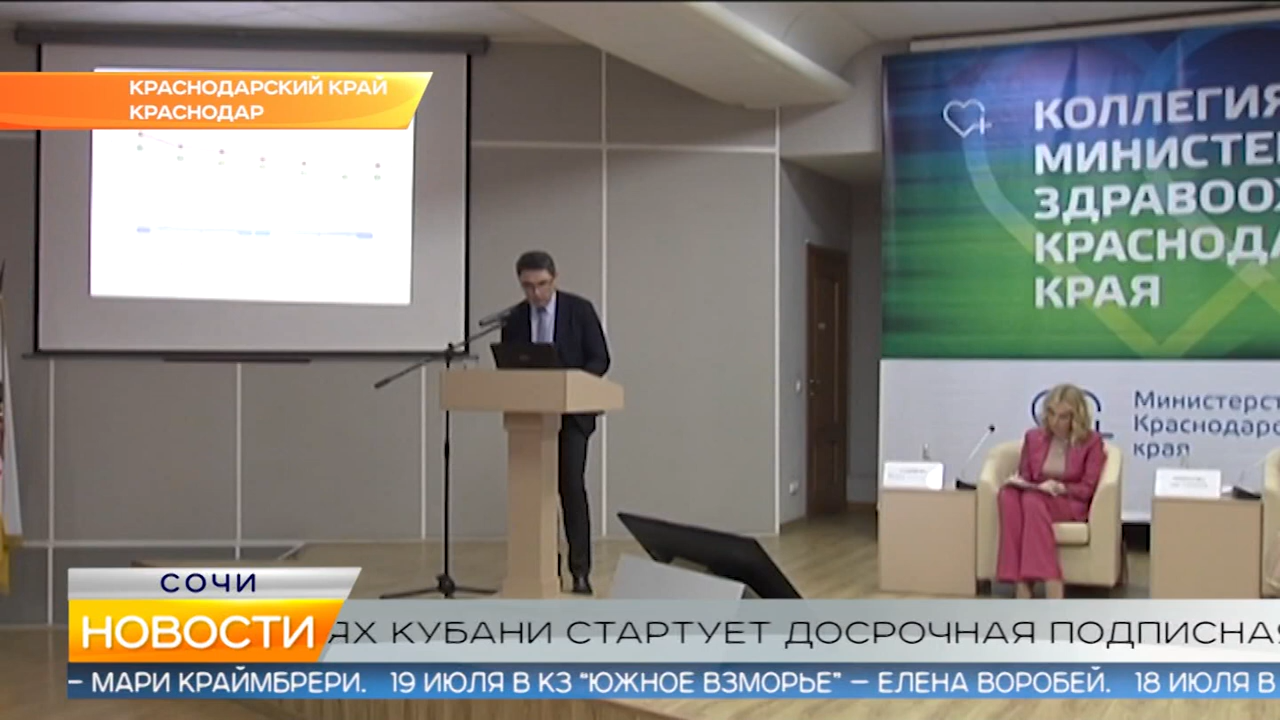 КРАСНОДАРСКИЙ КРАЙ
КРАСНОДАР
КОЛЛЕГИЯ
МИНИСТЕ
ЗДРАВООХ
КРАСНОДА
КРАЯ
Министерст
Краснодарс
края
СОЧИ
НОВОСТИ
ЯХ КУБАНИ СТАРТУЕТ ДОСРОЧНАЯ ПОДПИСНАЯ
– МАРИ КРАЙМБРЕРИ. 19 ИЮЛЯ В КЗ "ЮЖНОЕ ВЗМОРЬЕ" – ЕЛЕНА ВОРОБЕЙ. 18 ИЮЛЯ В